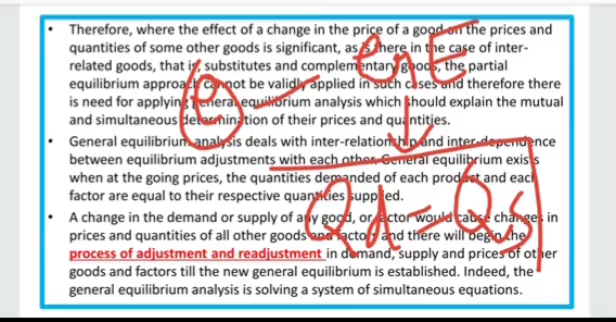 • Therefore, where the effect of a change in the price of a good on the prices and
quantities of some other goods is significant, as is there in the case of inter-
related goods, that is, substitutes and complementary goods, the partial
equilibrium approach cannot be validly applied in such cases and therefore there
is need for applying general equilibrium analysis which should explain the mutual
and simultaneous determination of their prices and quantities.
• General equilibrium analysis deals with inter-relationship and inter-dependence
between equilibrium adjustments with each other. General equilibrium exists
when at the going prices, the quantities demanded of each product and each
factor are equal to their respective quantities supplied.
• A change in the demand or supply of any good, or factor would cause changes in
prices and quantities of all other goods and factors and there will begin the
process of adjustment and readjustment in demand, supply and prices of other
goods and factors till the new general equilibrium is established. Indeed, the
general equilibrium analysis is solving a system of simultaneous equations.
GE
Qd = Qs